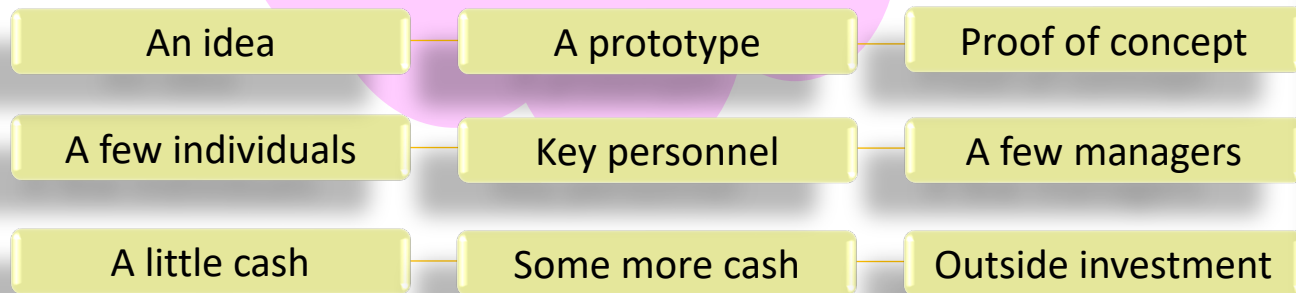 An idea
A prototype
Proof of concept
A few individuals
Key personnel
A few managers
A little cash
Some more cash
Outside investment